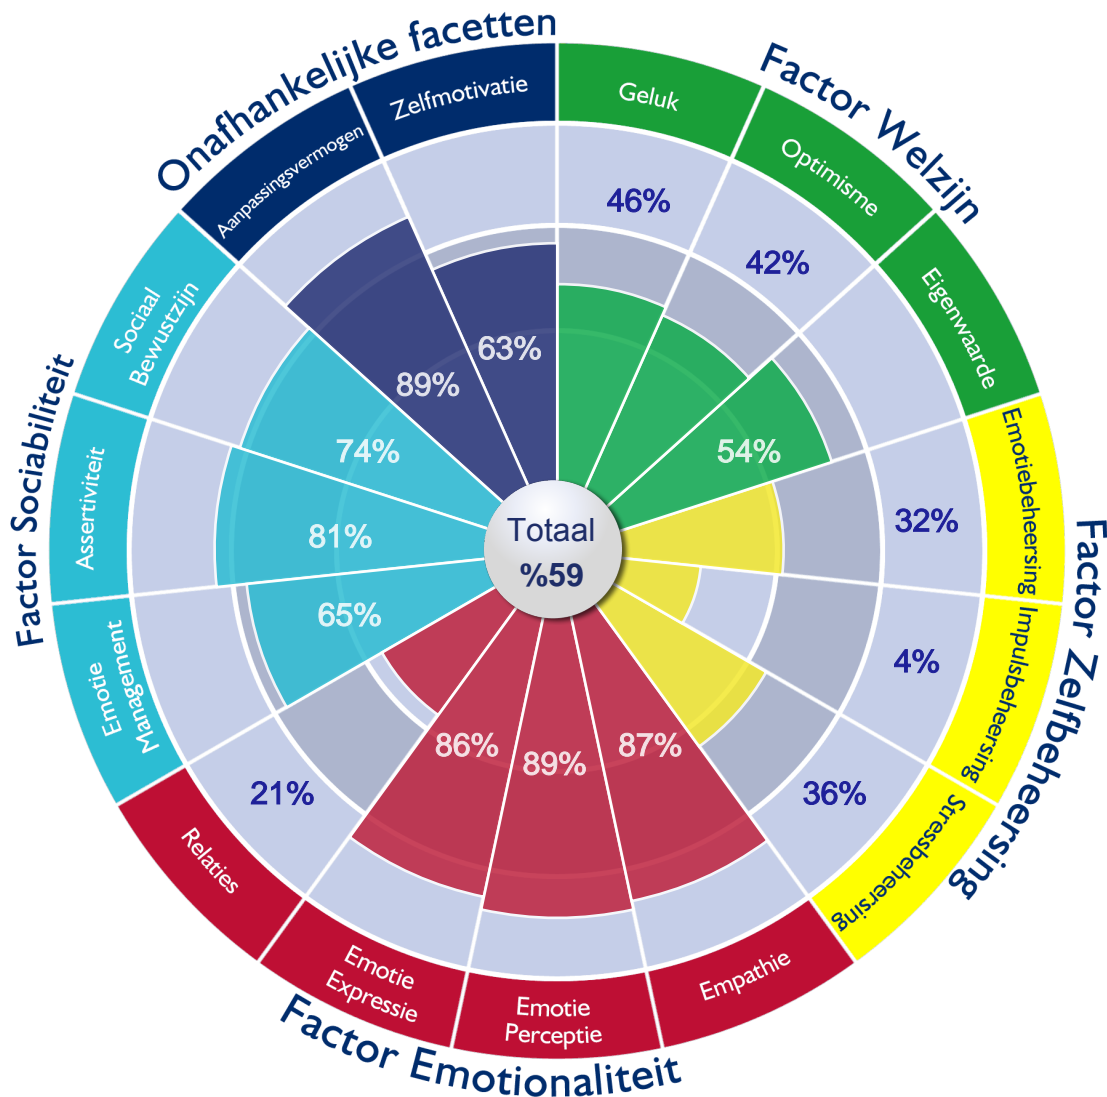 Onafhankelijke facetten
Factor Welzijn
Factor Zelfbeheersing
Factor Emotionaliteit
Factor Sociabiliteit
Zelfmotivatie
63%
Aanpassingsvermogen
89%
Geluk
46%
Optimisme
42%
Eigenwaarde
54%
Emotiebeheersing
32%
Impulsbeheersing
4%
Stressbeheersing
36%
Empathie
87%
Emotie
Perceptie
89%
Emotie
Expressie
86%
Relaties
21%
Emotie
Management
65%
Assertiviteit
81%
Sociaal
Bewustzijn
74%
Totaal
%59